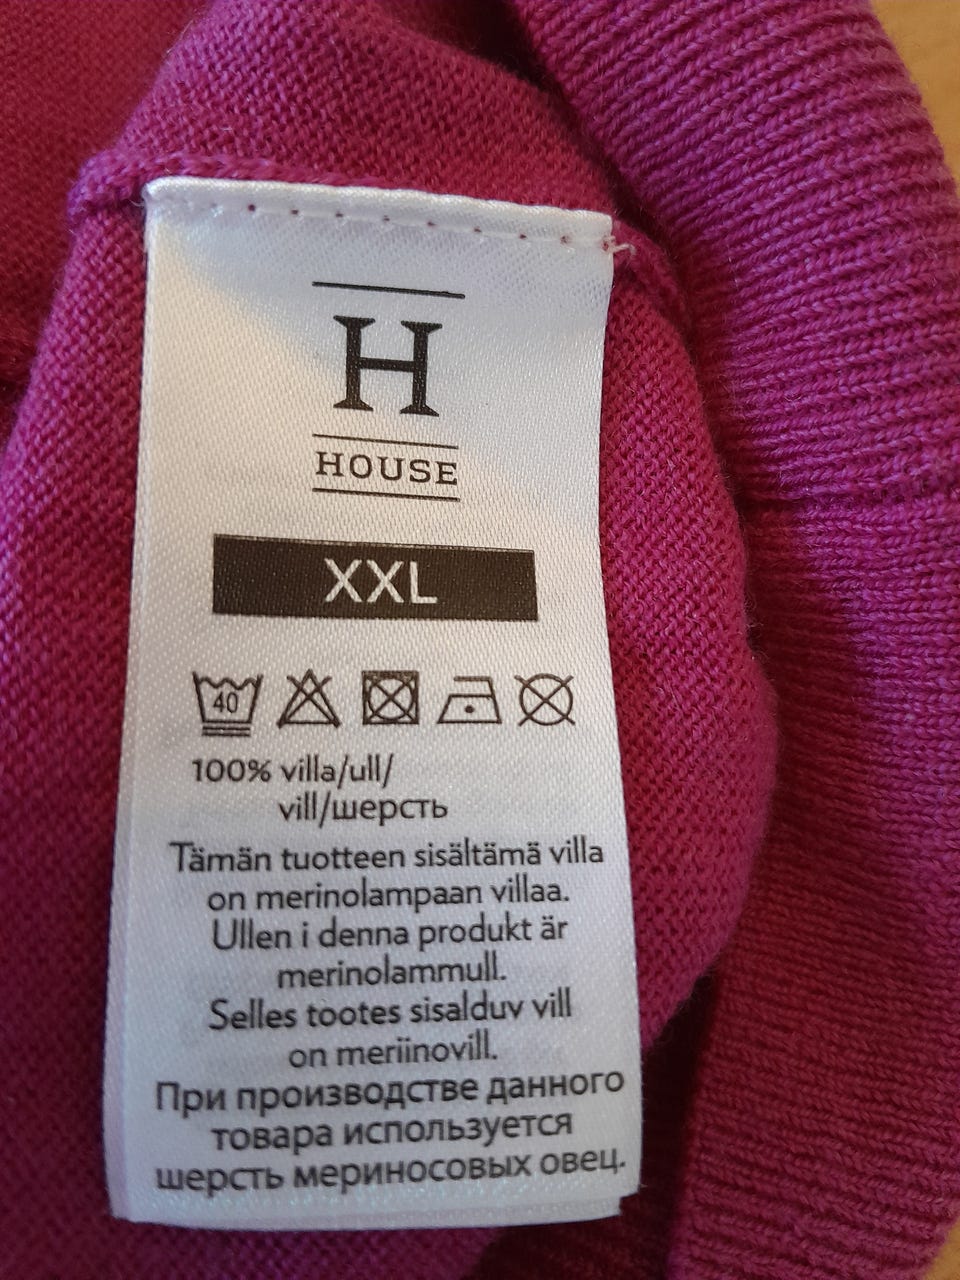 H
HOUSE
XXL
40
100% villa/ull/
vill/шерсть
Tämän tuotteen sisältämä villa
on merinolampaan villaa.
Ullen i denna produkt är
merinolammull.
Selles tootes sisalduv vill
on meriinovill.
При производстве данного
товара используется
шерсть мериносовых овец.